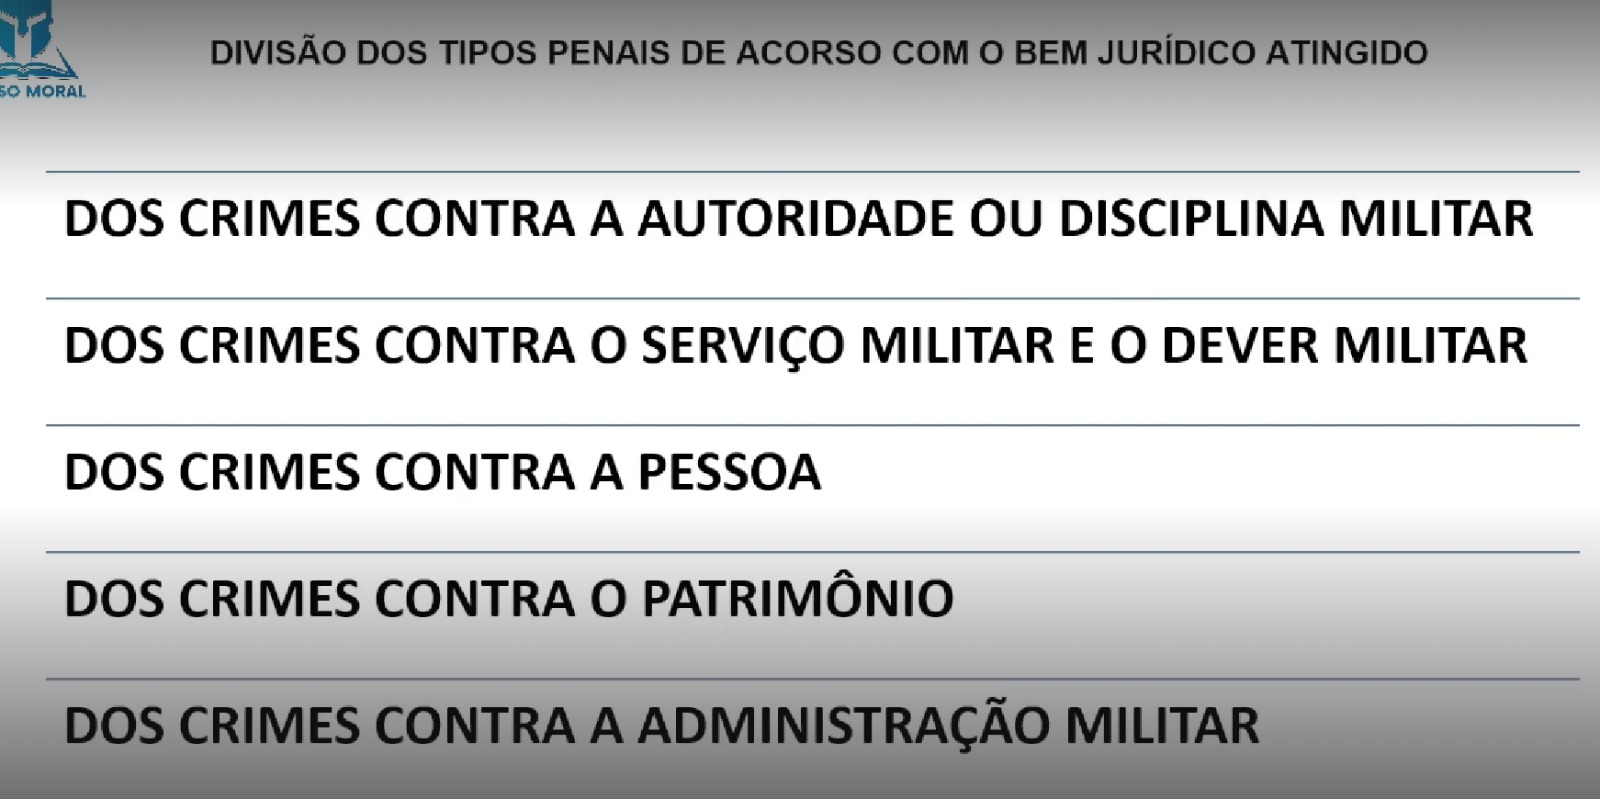 DIVISÃO DOS TIPOS PENAIS DE ACORSO COM O BEM JURÍDICO ATINGIDO
SO MORAL
DOS CRIMES CONTRA A AUTORIDADE OU DISCIPLINA MILITAR
DOS CRIMES CONTRA O SERVIÇO MILITAR E O DEVER MILITAR
DOS CRIMES CONTRA A PESSOA
DOS CRIMES CONTRA O PATRIMÔNIO
DOS CRIMES CONTRA A ADMINISTRAÇÃO MILITAR